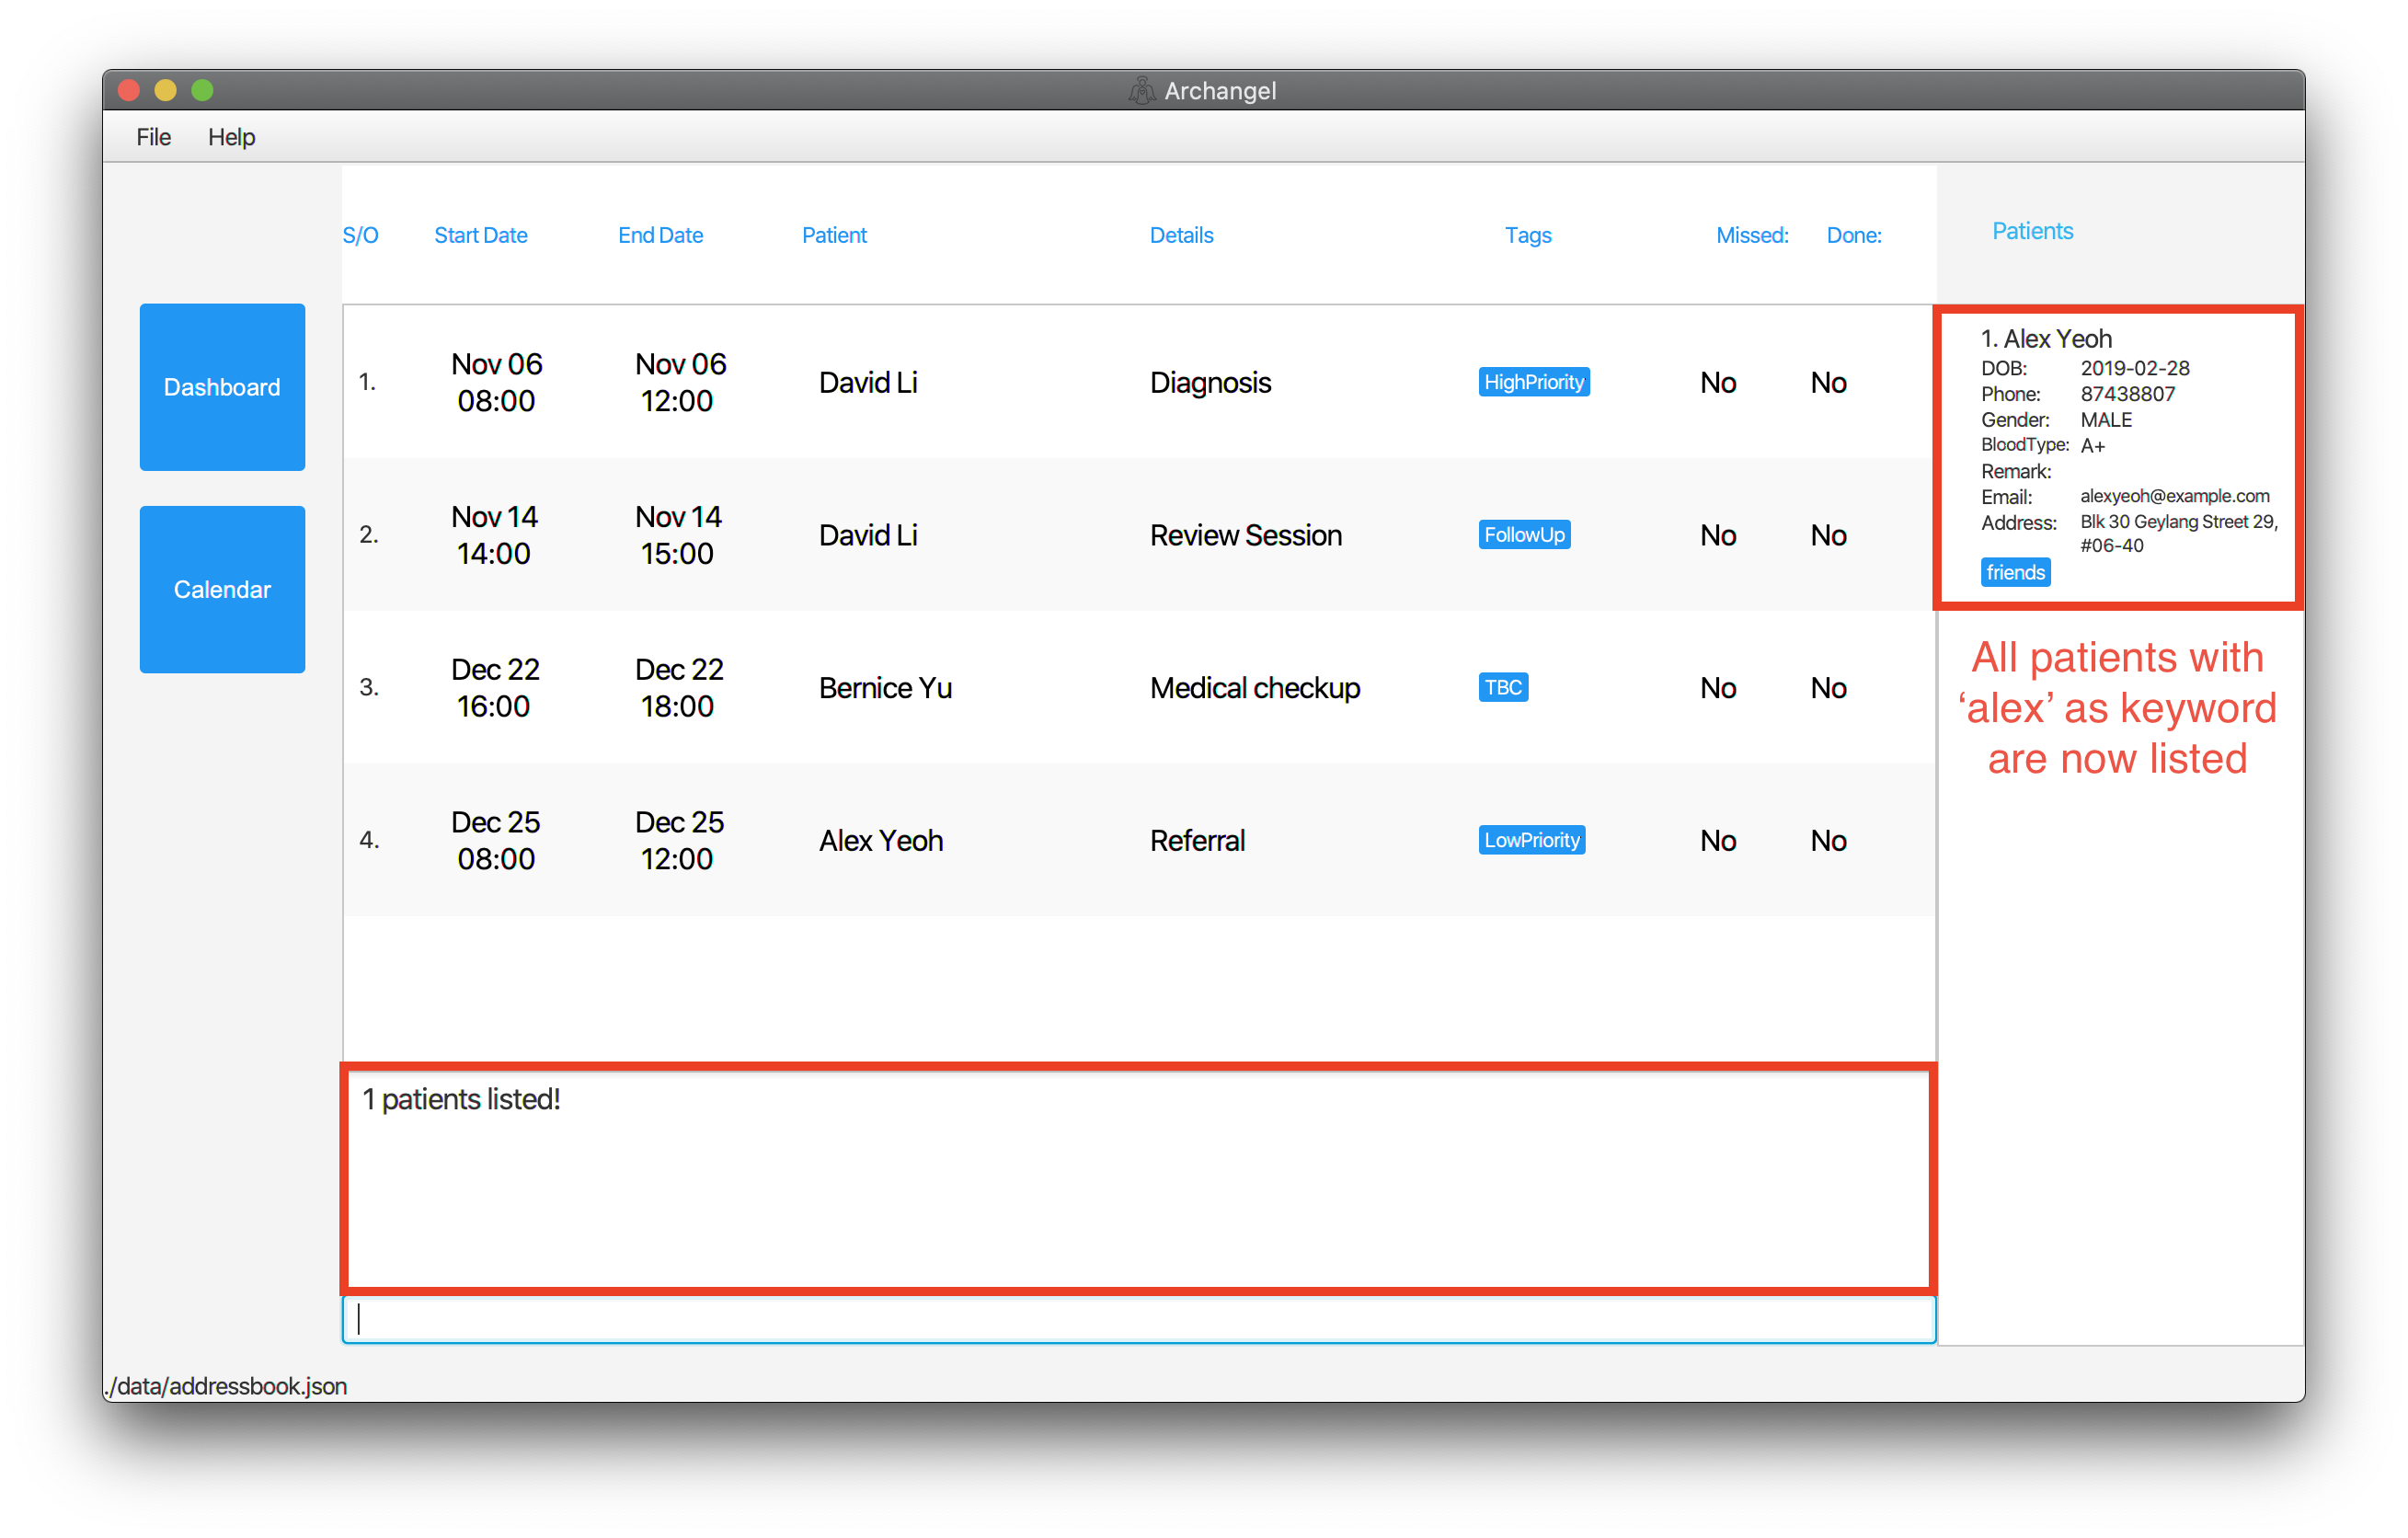 Archangel
File Help
S/O Start Date End Date Patient Details Tags Missed: Done: Patients
Dashboard
Calendar
1. Nov 06 08:00 Nov 06 12:00 David Li Diagnosis HighPriority No No
2. Nov 14 14:00 Nov 14 15:00 David Li Review Session FollowUp No No
3. Dec 22 16:00 Dec 22 18:00 Bernice Yu Medical checkup TBC No No
4. Dec 25 08:00 Dec 25 12:00 Alex Yeoh Referral LowPriority No No
1. Alex Yeoh
DOB: 2019-02-28
Phone: 87438807
Gender: MALE
BloodType: A+
Remark:
Email: alexyeoh@example.com
Address: Blk 30 Geylang Street 29,
#06-40
friends
All patients with
‘alex’ as keyword
are now listed
1 patients listed!
./data/addressbook.json